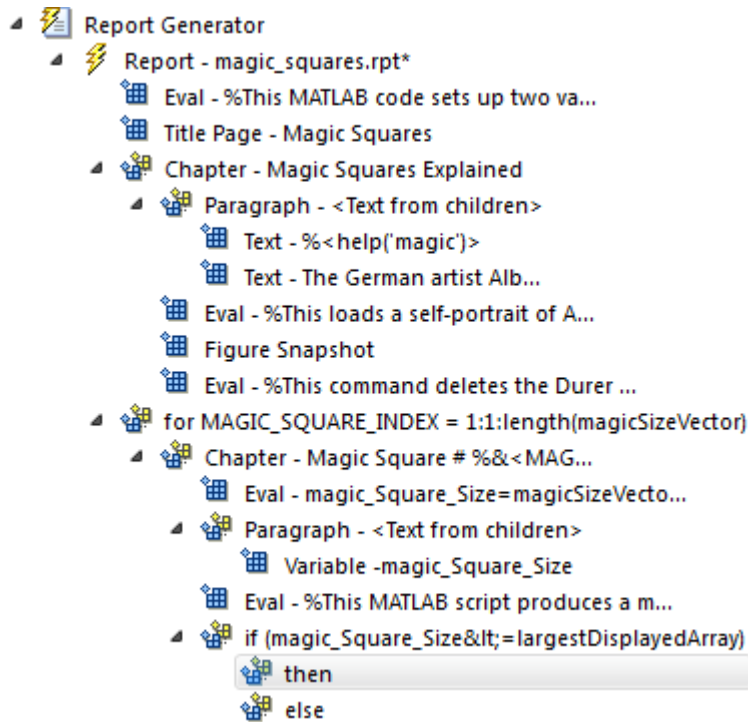 Report Generator
Report - magic_squares.rpt*
Eval - %This MATLAB code sets up two va...
Title Page - Magic Squares
Chapter - Magic Squares Explained
Paragraph - <Text from children>
Text - %<help('magic')>
Text - The German artist Alb...
Eval - %This loads a self-portrait of A...
Figure Snapshot
Eval - %This command deletes the Durer ...
for MAGIC_SQUARE_INDEX = 1:1:length(magicSizeVector)
Chapter - Magic Square # %&<MAG...
Eval - magic_Square_Size=magicSizeVecto...
Paragraph - <Text from children>
Variable -magic_Square_Size
Eval - %This MATLAB script produces a m...
if (magic_Square_Size&lt;=largestDisplayedArray)
then
else